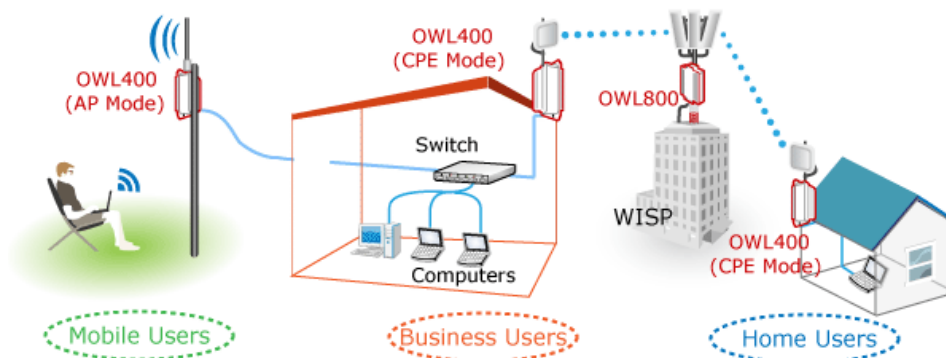 OWL400
(AP Mode)
OWL400
(CPE Mode)
OWL800
Switch
WISP
OWL400
(CPE Mode)
Computers
Mobile Users
Business Users
Home Users